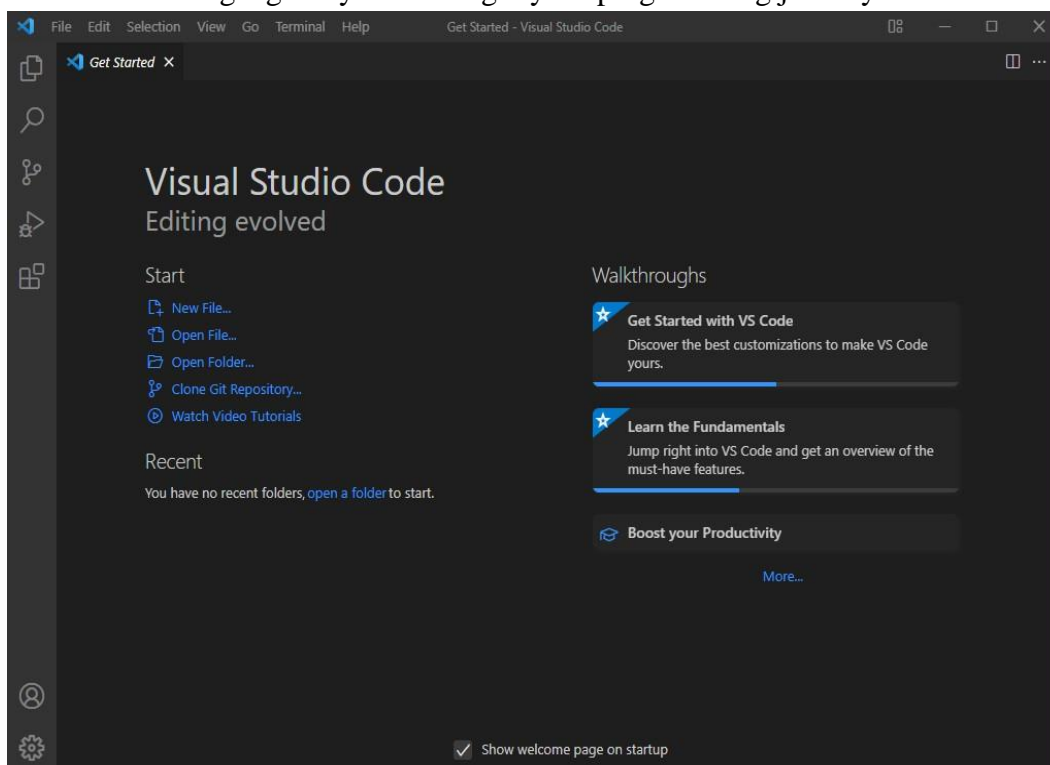 File Edit Selection View Go Terminal Help Get Started - Visual Studio Code
Get Started
Visual Studio Code
Editing evolved
Start
New File...
Open File...
Open Folder...
Clone Git Repository...
Watch Video Tutorials
Recent
You have no recent folders, open a folder to start.
Walkthroughs
Get Started with VS Code
Discover the best customizations to make VS Code
yours.
Learn the Fundamentals
Jump right into VS Code and get an overview of the
must-have features.
Boost your Productivity
More...
Show welcome page on startup